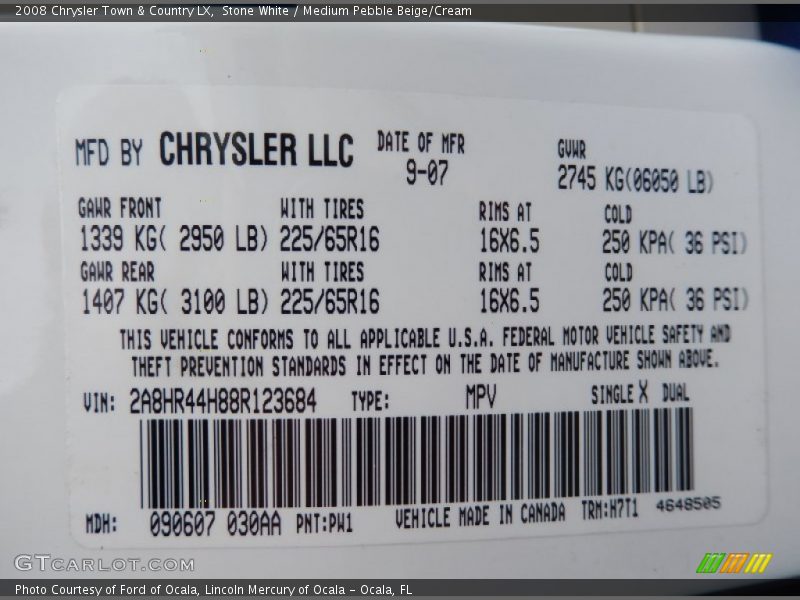 2008 Chrysler Town & Country LX, Stone White / Medium Pebble Beige/Cream
MFD BY CHRYSLER LLC DATE OF MFR GVWR
9-07 2745 KG(06050 LB)
GAWR FRONT WITH TIRES RIMS AT COLD
1339 KG( 2950 LB) 225/65R16 16X6.5 250 KPA( 36 PSI)
GAWR REAR WITH TIRES RIMS AT COLD
1407 KG( 3100 LB) 225/65R16 16X6.5 250 KPA( 36 PSI)
THIS VEHICLE CONFORMS TO ALL APPLICABLE U.S.A. FEDERAL MOTOR VEHICLE SAFETY AND
THEFT PREVENTION STANDARDS IN EFFECT ON THE DATE OF MANUFACTURE SHOWN ABOVE.
VIN: 2A8HR44H88R123684 TYPE: MPV SINGLE X DUAL
MDH: 090607 030AA PNT:PW1 VEHICLE MADE IN CANADA TRM:H7T1 4648505
GTCARLOT.COM
Photo Courtesy of Ford of Ocala, Lincoln Mercury of Ocala - Ocala, FL